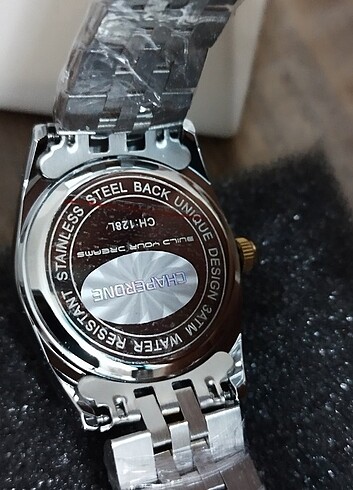 STAINLESS STEEL BACK UNIQUE DESIGN 3ATM WATER RESISTANT
CH:128L
BUILD YOUR DREAMS
CHAPERONE